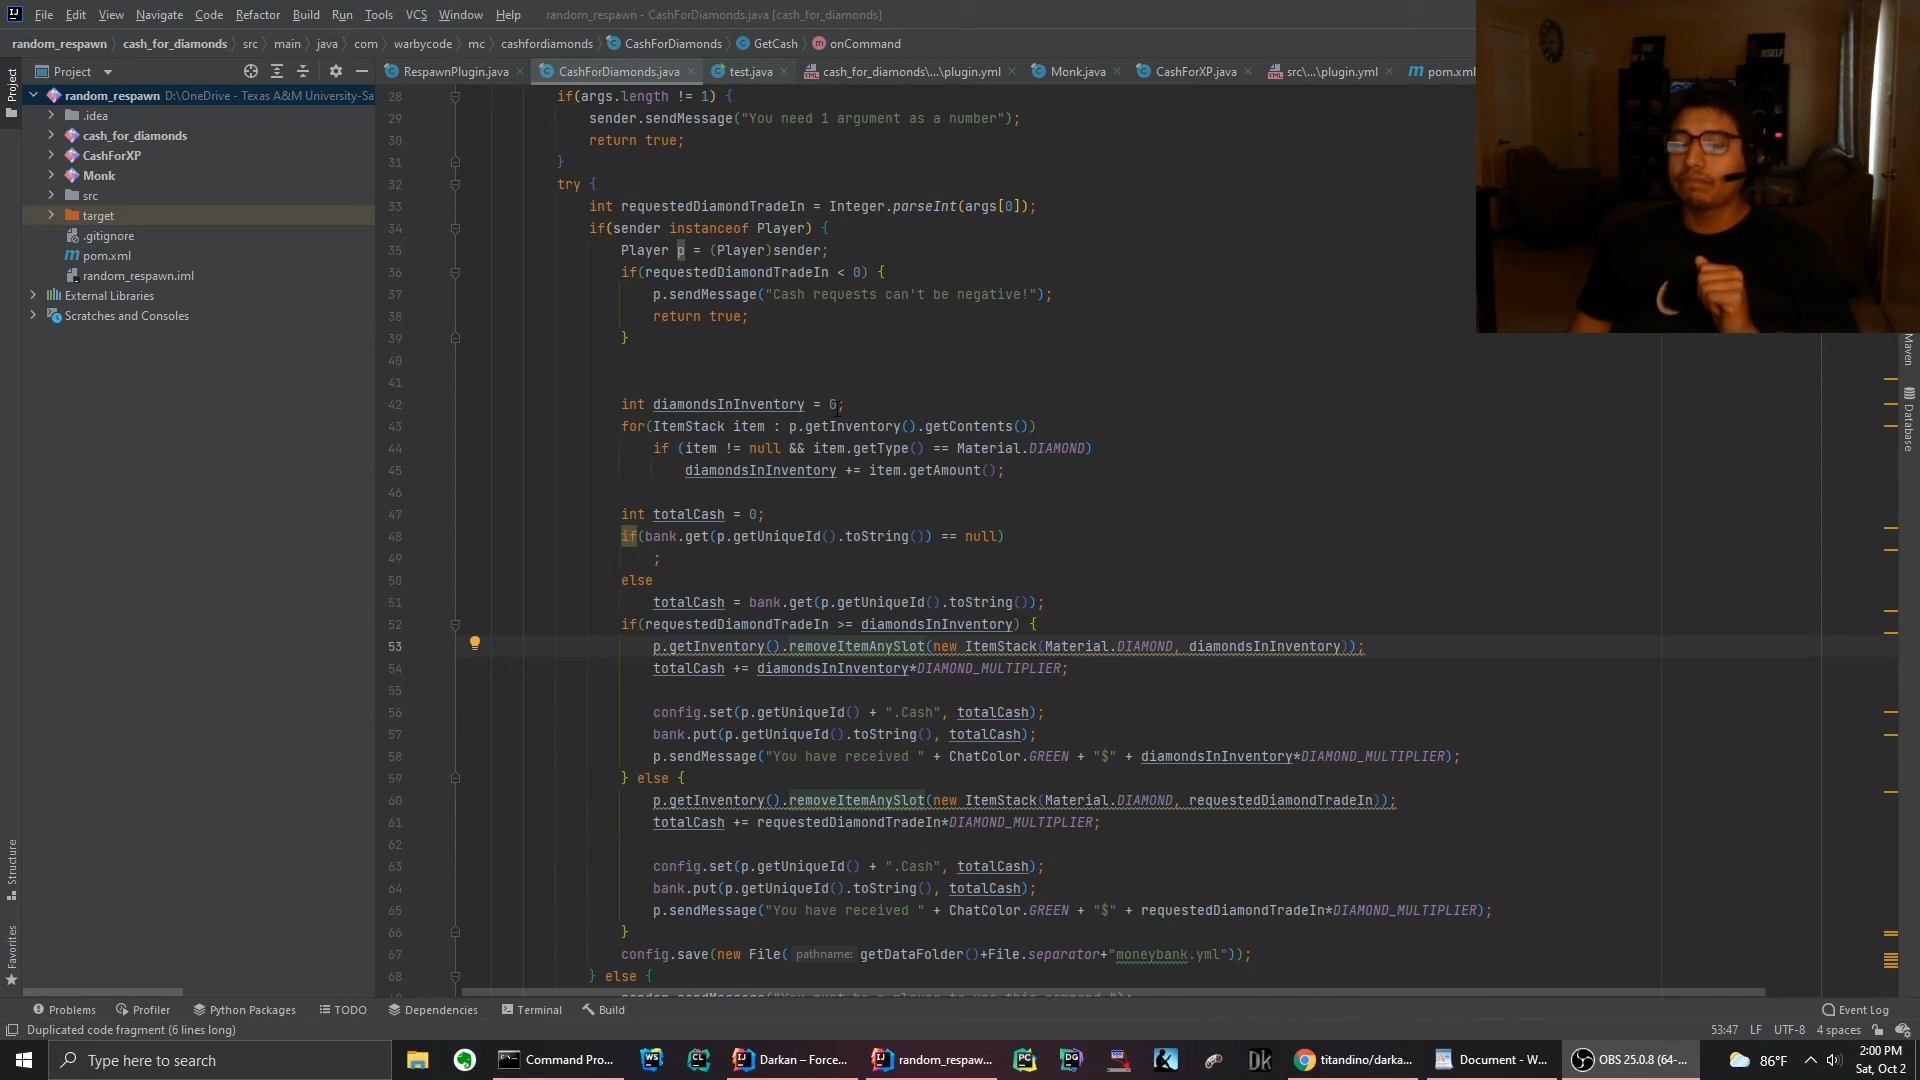 File Edit View Navigate Code Refactor Build Run Tools VCS Window Help random_respawn - CashForDiamonds.java [cash_for_diamonds]
random_respawn cash_for_diamonds src main java com warbycode mc cashfordiamonds CashForDiamonds GetCash onCommand
Project RespawnPlugin.java CashForDiamonds.java test.java cash_for_diamonds\...\plugin.yml Monk.java CashForXP.java src\...\plugin.yml pom.xml
Project
random_respawn D:\OneDrive - Texas A&M University-Sa
.idea
cash_for_diamonds
CashForXP
Monk
src
target
.gitignore
pom.xml
random_respawn.iml
External Libraries
Scratches and Consoles
28 if(args.length != 1) {
29 sender.sendMessage("You need 1 argument as a number");
30 return true;
31 }
32 try {
33 int requestedDiamondTradeIn = Integer.parseInt(args[0]);
34 if(sender instanceof Player) {
35 Player p = (Player)sender;
36 if(requestedDiamondTradeIn < 0) {
37 p.sendMessage("Cash requests can't be negative!");
38 return true;
39 }
40
41
42 int diamondsInInventory = 0;
43 for(ItemStack item : p.getInventory().getContents())
44 if (item != null && item.getType() == Material.DIAMOND)
45 diamondsInInventory += item.getAmount();
46
47 int totalCash = 0;
48 if(bank.get(p.getUniqueId().toString()) == null)
49 ;
50 else
51 totalCash = bank.get(p.getUniqueId().toString());
52 if(requestedDiamondTradeIn >= diamondsInInventory) {
53 p.getInventory().removeItemAnySlot(new ItemStack(Material.DIAMOND, diamondsInInventory));
54 totalCash += diamondsInInventory*DIAMOND_MULTIPLIER;
55
56 config.set(p.getUniqueId() + ".Cash", totalCash);
57 bank.put(p.getUniqueId().toString(), totalCash);
58 p.sendMessage("You have received " + ChatColor.GREEN + "$" + diamondsInInventory*DIAMOND_MULTIPLIER);
59 } else {
60 p.getInventory().removeItemAnySlot(new ItemStack(Material.DIAMOND, requestedDiamondTradeIn));
61 totalCash += requestedDiamondTradeIn*DIAMOND_MULTIPLIER;
62
63 config.set(p.getUniqueId() + ".Cash", totalCash);
64 bank.put(p.getUniqueId().toString(), totalCash);
65 p.sendMessage("You have received " + ChatColor.GREEN + "$" + requestedDiamondTradeIn*DIAMOND_MULTIPLIER);
66 }
67 config.save(new File( pathname: getDataFolder()+File.separator+"moneybank.yml"));
68 } else {
Maven
Database
Structure
Favorites
Problems Profiler Python Packages TODO Dependencies Terminal Build Event Log
Duplicated code fragment (6 lines long) 53:47 LF UTF-8 4 spaces
Type here to search Command Pro... WS CL Darkan – Force... random_respaw... PC DG DK titandino/darka... Document - W... OBS 25.0.8 (64-... 86°F 2:00 PM
Sat, Oct 2